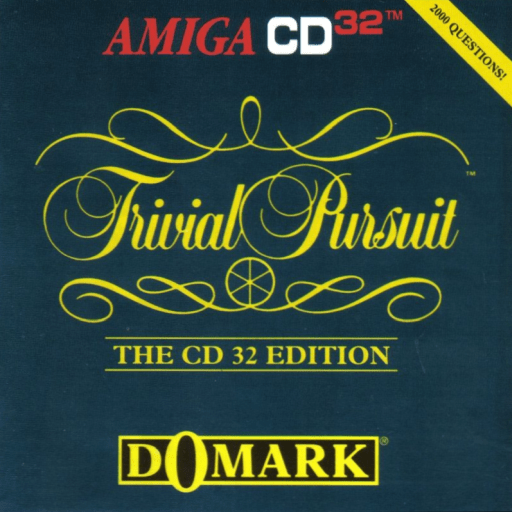 AMIGA CD32™
2000 QUESTIONS!
Trivial Pursuit™
THE CD 32 EDITION
DOMARK®